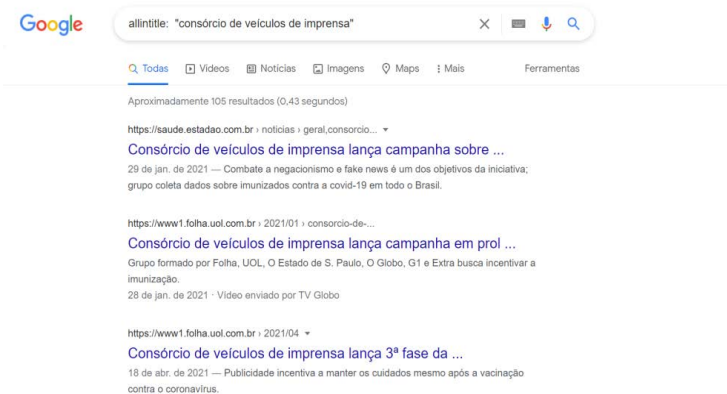 Google
allintitle: "consórcio de veículos de imprensa"
Todas Vídeos Notícias Imagens Maps Mais Ferramentas
Aproximadamente 105 resultados (0,43 segundos)
https://saude.estadao.com.br › noticias › geral,consorcio...
Consórcio de veículos de imprensa lança campanha sobre ...
29 de jan. de 2021 — Combate a negacionismo e fake news é um dos objetivos da iniciativa;
grupo coleta dados sobre imunizados contra a covid-19 em todo o Brasil.
https://www1.folha.uol.com.br › 2021/01 › consorcio-de-...
Consórcio de veículos de imprensa lança campanha em prol ...
Grupo formado por Folha, UOL, O Estado de S. Paulo, O Globo, G1 e Extra busca incentivar a
imunização.
28 de jan. de 2021 · Vídeo enviado por TV Globo
https://www1.folha.uol.com.br › 2021/04
Consórcio de veículos de imprensa lança 3ª fase da ...
18 de abr. de 2021 — Publicidade incentiva a manter os cuidados mesmo após a vacinação
contra o coronavírus.